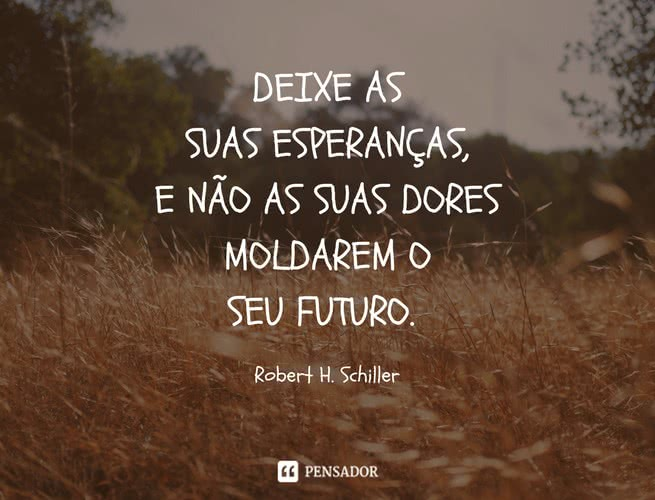 DEIXE AS
SUAS ESPERANÇAS,
E NÃO AS SUAS DORES
MOLDAREM O
SEU FUTURO.
Robert H. Schiller
PENSADOR